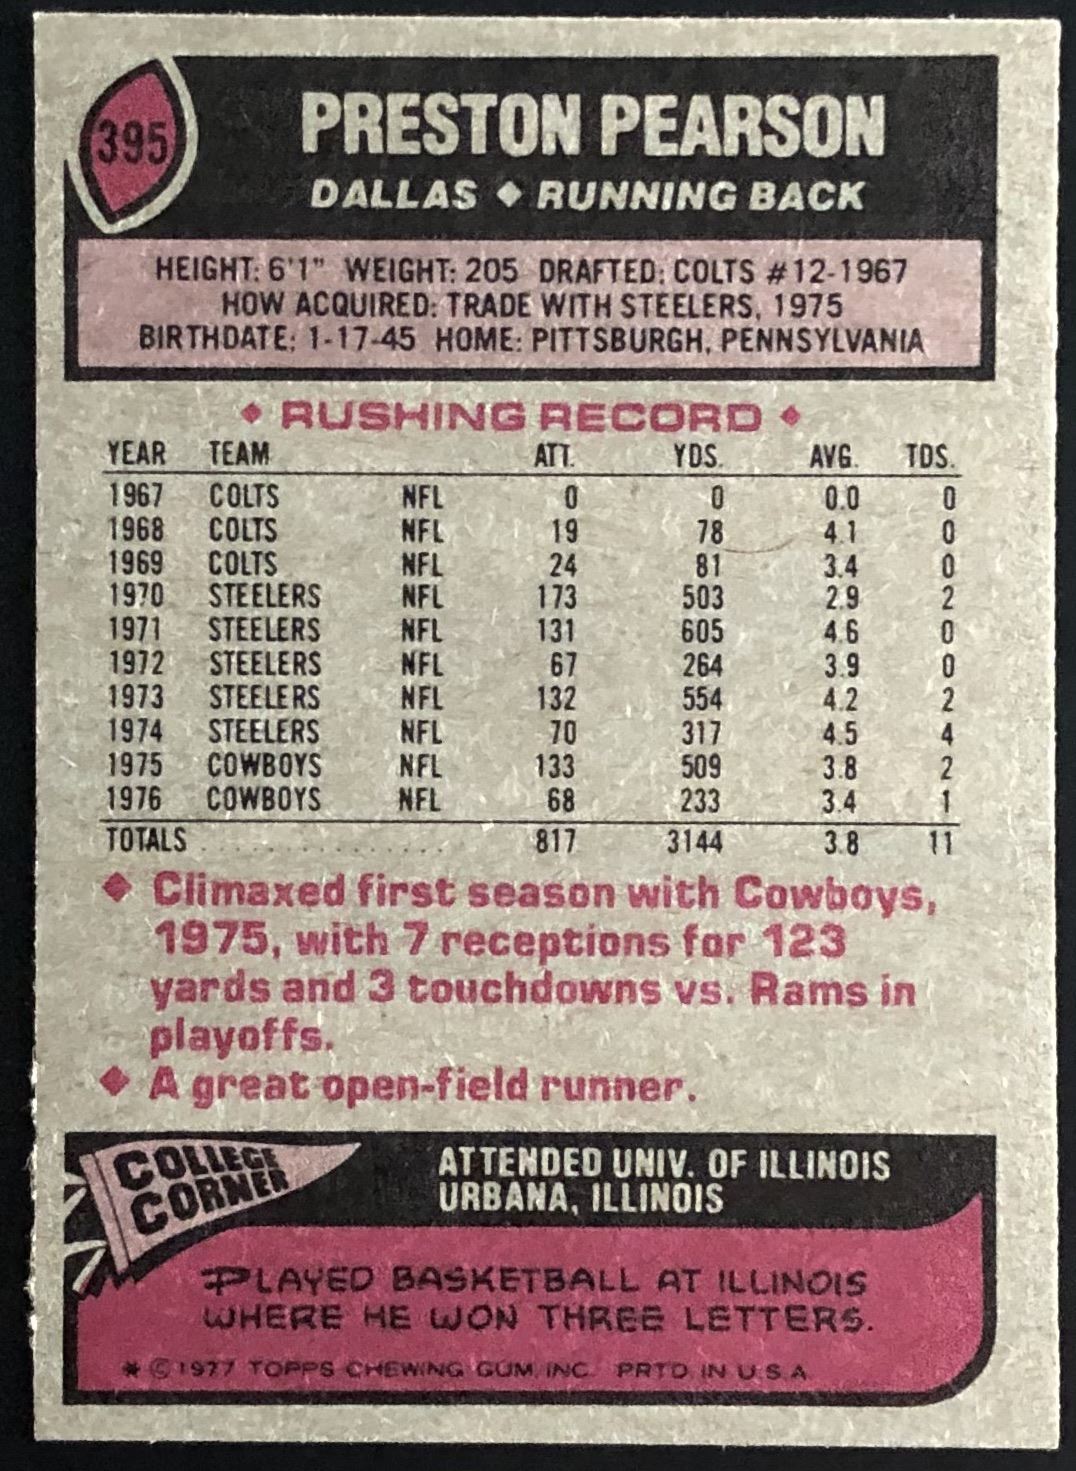 395
PRESTON PEARSON
DALLAS ♦ RUNNING BACK
HEIGHT: 6'1" WEIGHT: 205 DRAFTED: COLTS #12-1967
HOW ACQUIRED: TRADE WITH STEELERS, 1975
BIRTHDATE: 1-17-45 HOME: PITTSBURGH, PENNSYLVANIA
♦ RUSHING RECORD ♦
YEAR TEAM ATT. YDS. AVG. TDS.
1967 COLTS NFL 0 0 0.0 0
1968 COLTS NFL 19 78 4.1 0
1969 COLTS NFL 24 81 3.4 0
1970 STEELERS NFL 173 503 2.9 2
1971 STEELERS NFL 131 605 4.6 0
1972 STEELERS NFL 67 264 3.9 0
1973 STEELERS NFL 132 554 4.2 2
1974 STEELERS NFL 70 317 4.5 4
1975 COWBOYS NFL 133 509 3.8 2
1976 COWBOYS NFL 68 233 3.4 1
TOTALS . . . . . . . . . . . . . . . 817 3144 3.8 11
♦ Climaxed first season with Cowboys,
1975, with 7 receptions for 123
yards and 3 touchdowns vs. Rams in
playoffs.
♦ A great open-field runner.
COLLEGE
CORNER
ATTENDED UNIV. OF ILLINOIS
URBANA, ILLINOIS
PLAYED BASKETBALL AT ILLINOIS
WHERE HE WON THREE LETTERS.
* © 1977 TOPPS CHEWING GUM, INC. PRTD. IN U.S.A.